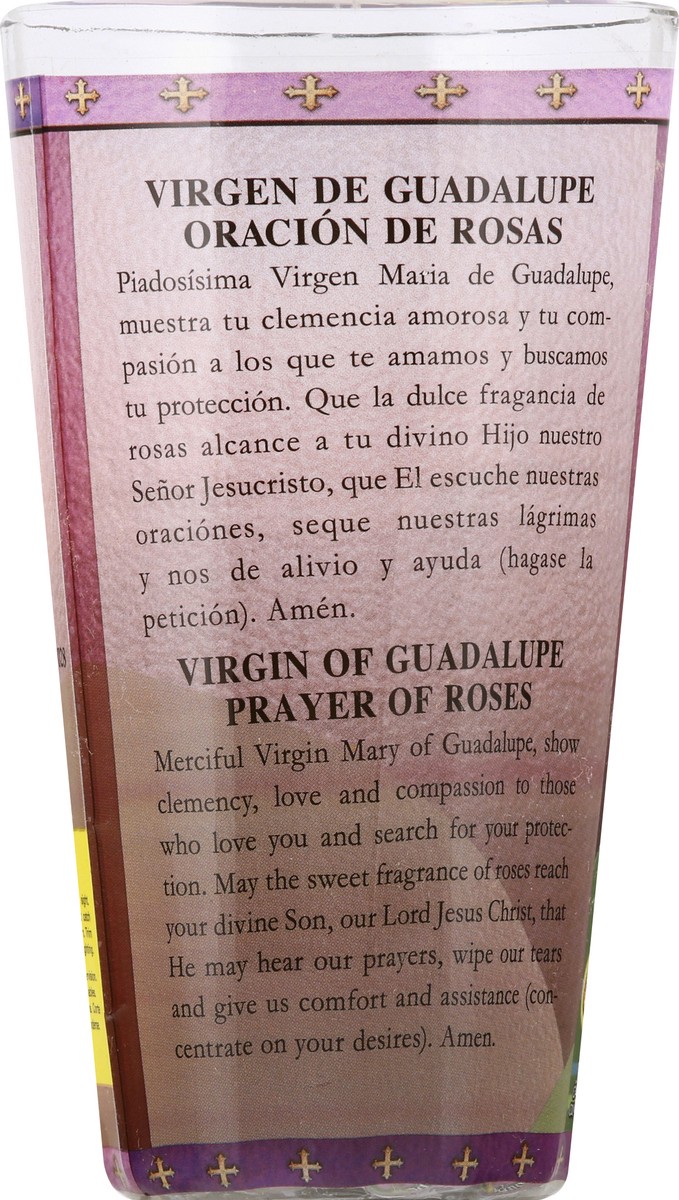 VIRGEN DE GUADALUPE
ORACIÓN DE ROSAS
Piadosísima Virgen Maria de Guadalupe,
muestra tu clemencia amorosa y tu com-
pasión a los que te amamos y buscamos
tu protección. Que la dulce fragancia de
rosas alcance a tu divino Hijo nuestro
Señor Jesucristo, que El escuche nuestras
oraciónes, seque nuestras lágrimas
y nos de alivio y ayuda (hagase la
petición). Amén.
VIRGIN OF GUADALUPE
PRAYER OF ROSES
Merciful Virgin Mary of Guadalupe, show
clemency, love and compassion to those
who love you and search for your protec-
tion. May the sweet fragrance of roses reach
your divine Son, our Lord Jesus Christ, that
He may hear our prayers, wipe our tears
and give us comfort and assistance (con-
centrate on your desires). Amen.